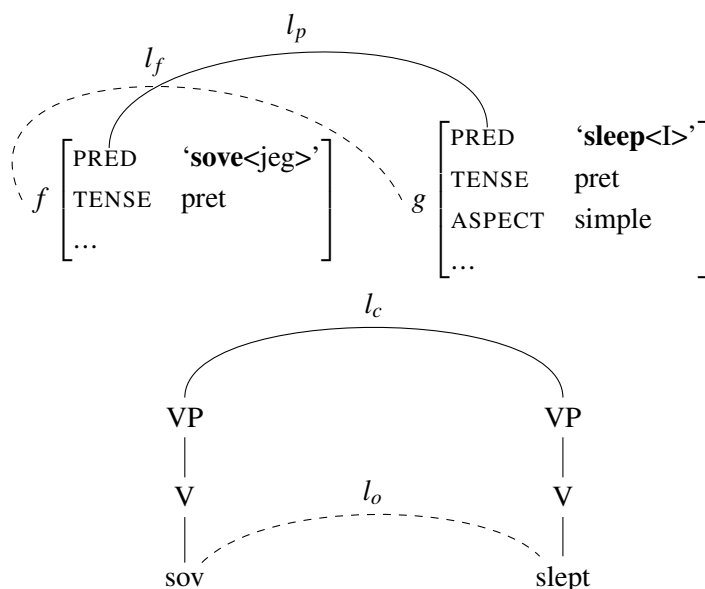 l_p
l_f
f PRED ‘sove<jeg>’
TENSE pret
...
g PRED ‘sleep<I>’
TENSE pret
ASPECT simple
...
l_c
VP VP
V V
l_o
sov slept